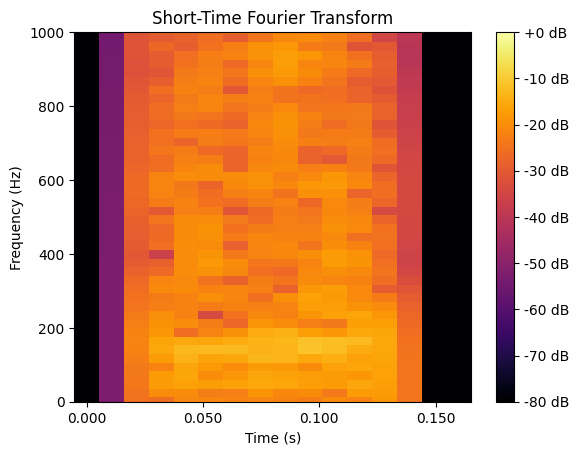 Short-Time Fourier Transform
Frequency (Hz)
1000
800
600
400
200
0
0.000
0.050
0.100
0.150
Time (s)
+0 dB
-10 dB
-20 dB
-30 dB
-40 dB
-50 dB
-60 dB
-70 dB
-80 dB